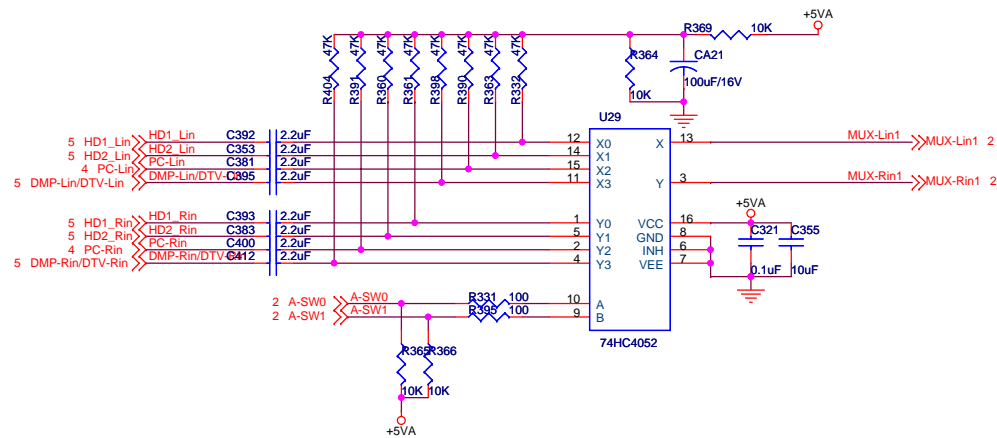 +5VA
R369 10K
47K 47K 47K 47K 47K 47K 47K 47K
R404 R391 R360 R361 R398 R390 R363 R332
R364
10K
CA21
100uF/16V
U29
5 HD1_Lin HD1_Lin C392 2.2uF 12 X0 X 13 MUX-Lin1 MUX-Lin1 2
5 HD2_Lin HD2_Lin C353 2.2uF 14 X1
4 PC-Lin PC-Lin C381 2.2uF 15 X2
5 DMP-Lin/DTV-Lin DMP-Lin/DTV-Lin C395 2.2uF 11 X3 Y 3 MUX-Rin1 MUX-Rin1 2
+5VA
5 HD1_Rin HD1_Rin C393 2.2uF 1 Y0 VCC 16
5 HD2_Rin HD2_Rin C383 2.2uF 5 Y1 GND 8 C321 C355
4 PC-Rin PC-Rin C400 2.2uF 2 Y2 INH 6
5 DMP-Rin/DTV-Rin DMP-Rin/DTV-Rin C412 2.2uF 4 Y3 VEE 7 0.1uF 10uF
2 A-SW0 A-SW0 R331 100 10 A
2 A-SW1 A-SW1 R395 100 9 B
74HC4052
R365 R366
10K 10K
+5VA